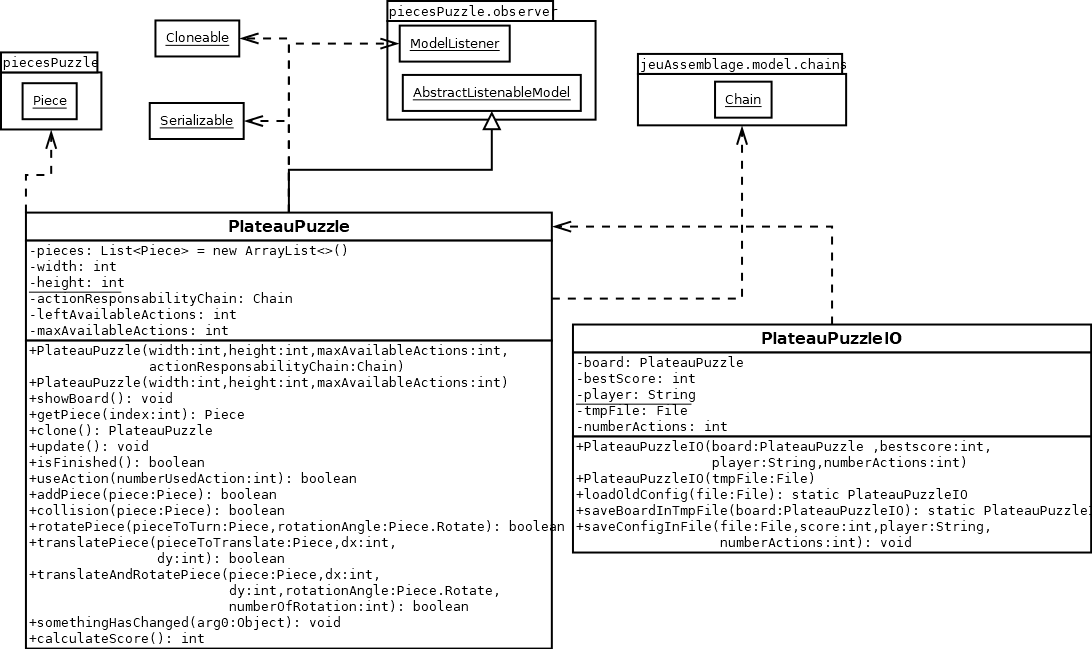 piecesPuzzle
Piece
Cloneable
Serializable
piecesPuzzle.observer
ModelListener
AbstractListenableModel
jeuAssemblage.model.chains
Chain
PlateauPuzzle
-pieces: List<Piece> = new ArrayList<>()
-width: int
-height: int
-actionResponsabilityChain: Chain
-leftAvailableActions: int
-maxAvailableActions: int
+PlateauPuzzle(width:int,height:int,maxAvailableActions:int,
actionResponsabilityChain:Chain)
+PlateauPuzzle(width:int,height:int,maxAvailableActions:int)
+showBoard(): void
+getPiece(index:int): Piece
+clone(): PlateauPuzzle
+update(): void
+isFinished(): boolean
+useAction(numberUsedAction:int): boolean
+addPiece(piece:Piece): boolean
+collision(piece:Piece): boolean
+rotatePiece(pieceToTurn:Piece,rotationAngle:Piece.Rotate): boolean
+translatePiece(pieceToTranslate:Piece,dx:int,
dy:int): boolean
+translateAndRotatePiece(piece:Piece,dx:int,
dy:int,rotationAngle:Piece.Rotate,
numberOfRotation:int): boolean
+somethingHasChanged(arg0:Object): void
+calculateScore(): int
PlateauPuzzleIO
-board: PlateauPuzzle
-bestScore: int
-player: String
-tmpFile: File
-numberActions: int
+PlateauPuzzleIO(board:PlateauPuzzle ,bestscore:int,
player:String,numberActions:int)
+PlateauPuzzleIO(tmpFile:File)
+loadOldConfig(file:File): static PlateauPuzzleIO
+saveBoardInTmpFile(board:PlateauPuzzleIO): static PlateauPuzzleI
+saveConfigInFile(file:File,score:int,player:String,
numberActions:int): void